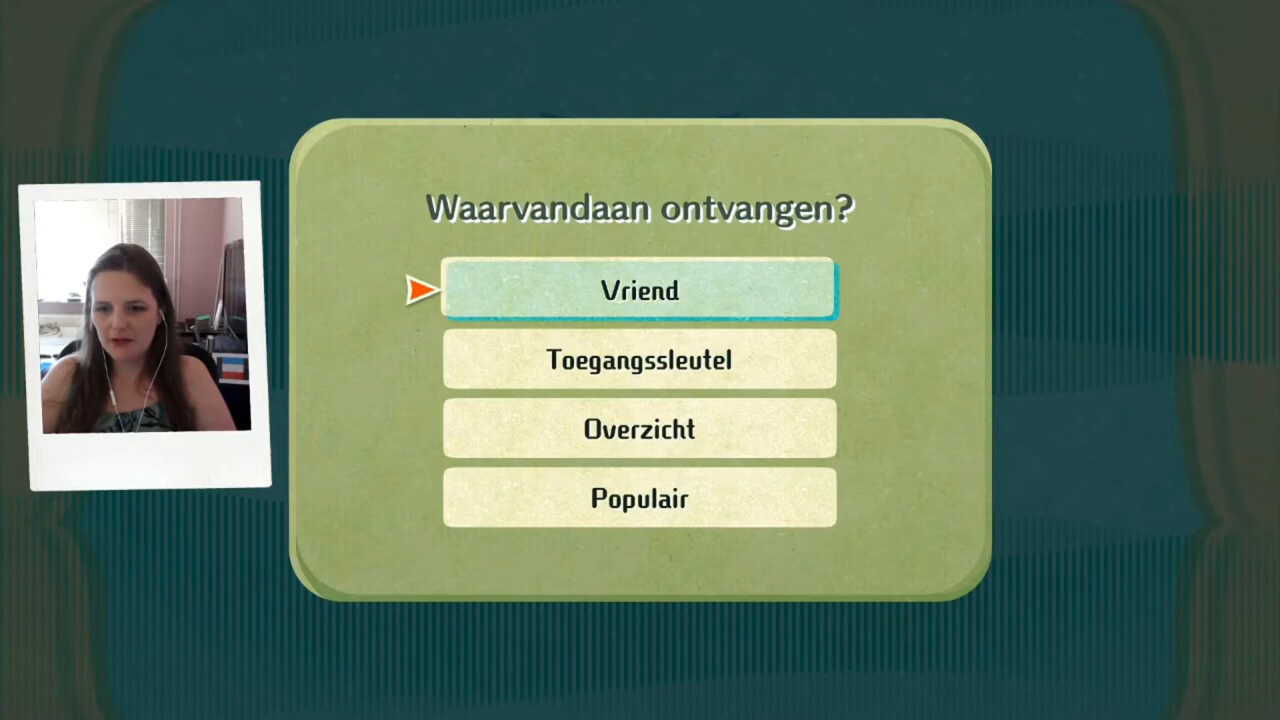 Waarvandaan ontvangen?
Vriend
Toegangssleutel
Overzicht
Populair